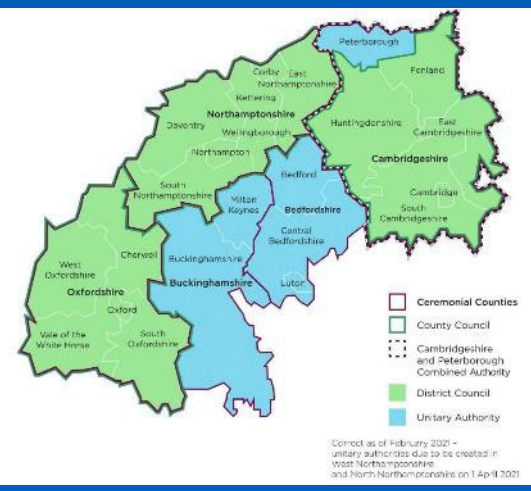 Peterborough
Fenland
Corby
East
Northamptonshire
Kettering
Northamptonshire
Huntingdonshire
East
Cambridgeshire
Daventry
Wellingborough
Cambridgeshire
Northampton
Bedford
Cambridge
South
Northamptonshire
Milton
Keynes
Bedfordshire
South
Cambridgeshire
Central
Bedfordshire
Cherwell
West
Oxfordshire
Buckinghamshire
Buckinghamshire
Luton
Oxfordshire
Oxford
Vale of the
White Horse
South
Oxfordshire
Ceremonial Counties
County Council
Cambridgeshire
and Peterborough
Combined Authority
District Council
Unitary Authority
Correct as of February 2021 –
unitary authorities due to be created in
West Northamptonshire
and North Northamptonshire on 1 April 2021